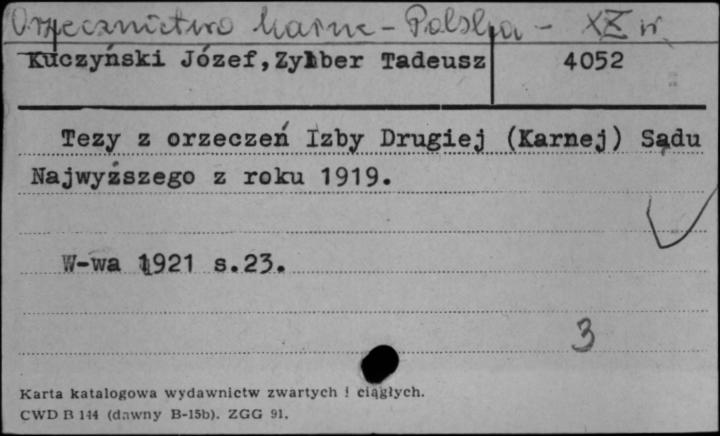 Orzecznictwo karne - Polska - XX w.
Kuczyński Józef, Zylber Tadeusz 4052
Tezy z orzeczeń Izby Drugiej (Karnej) Sądu
Najwyższego z roku 1919.
W-wa 1921 s.23.
3
Karta katalogowa wydawnictw zwartych i ciągłych.
CWD B 144 (dawny B-15b). ZGG 91.